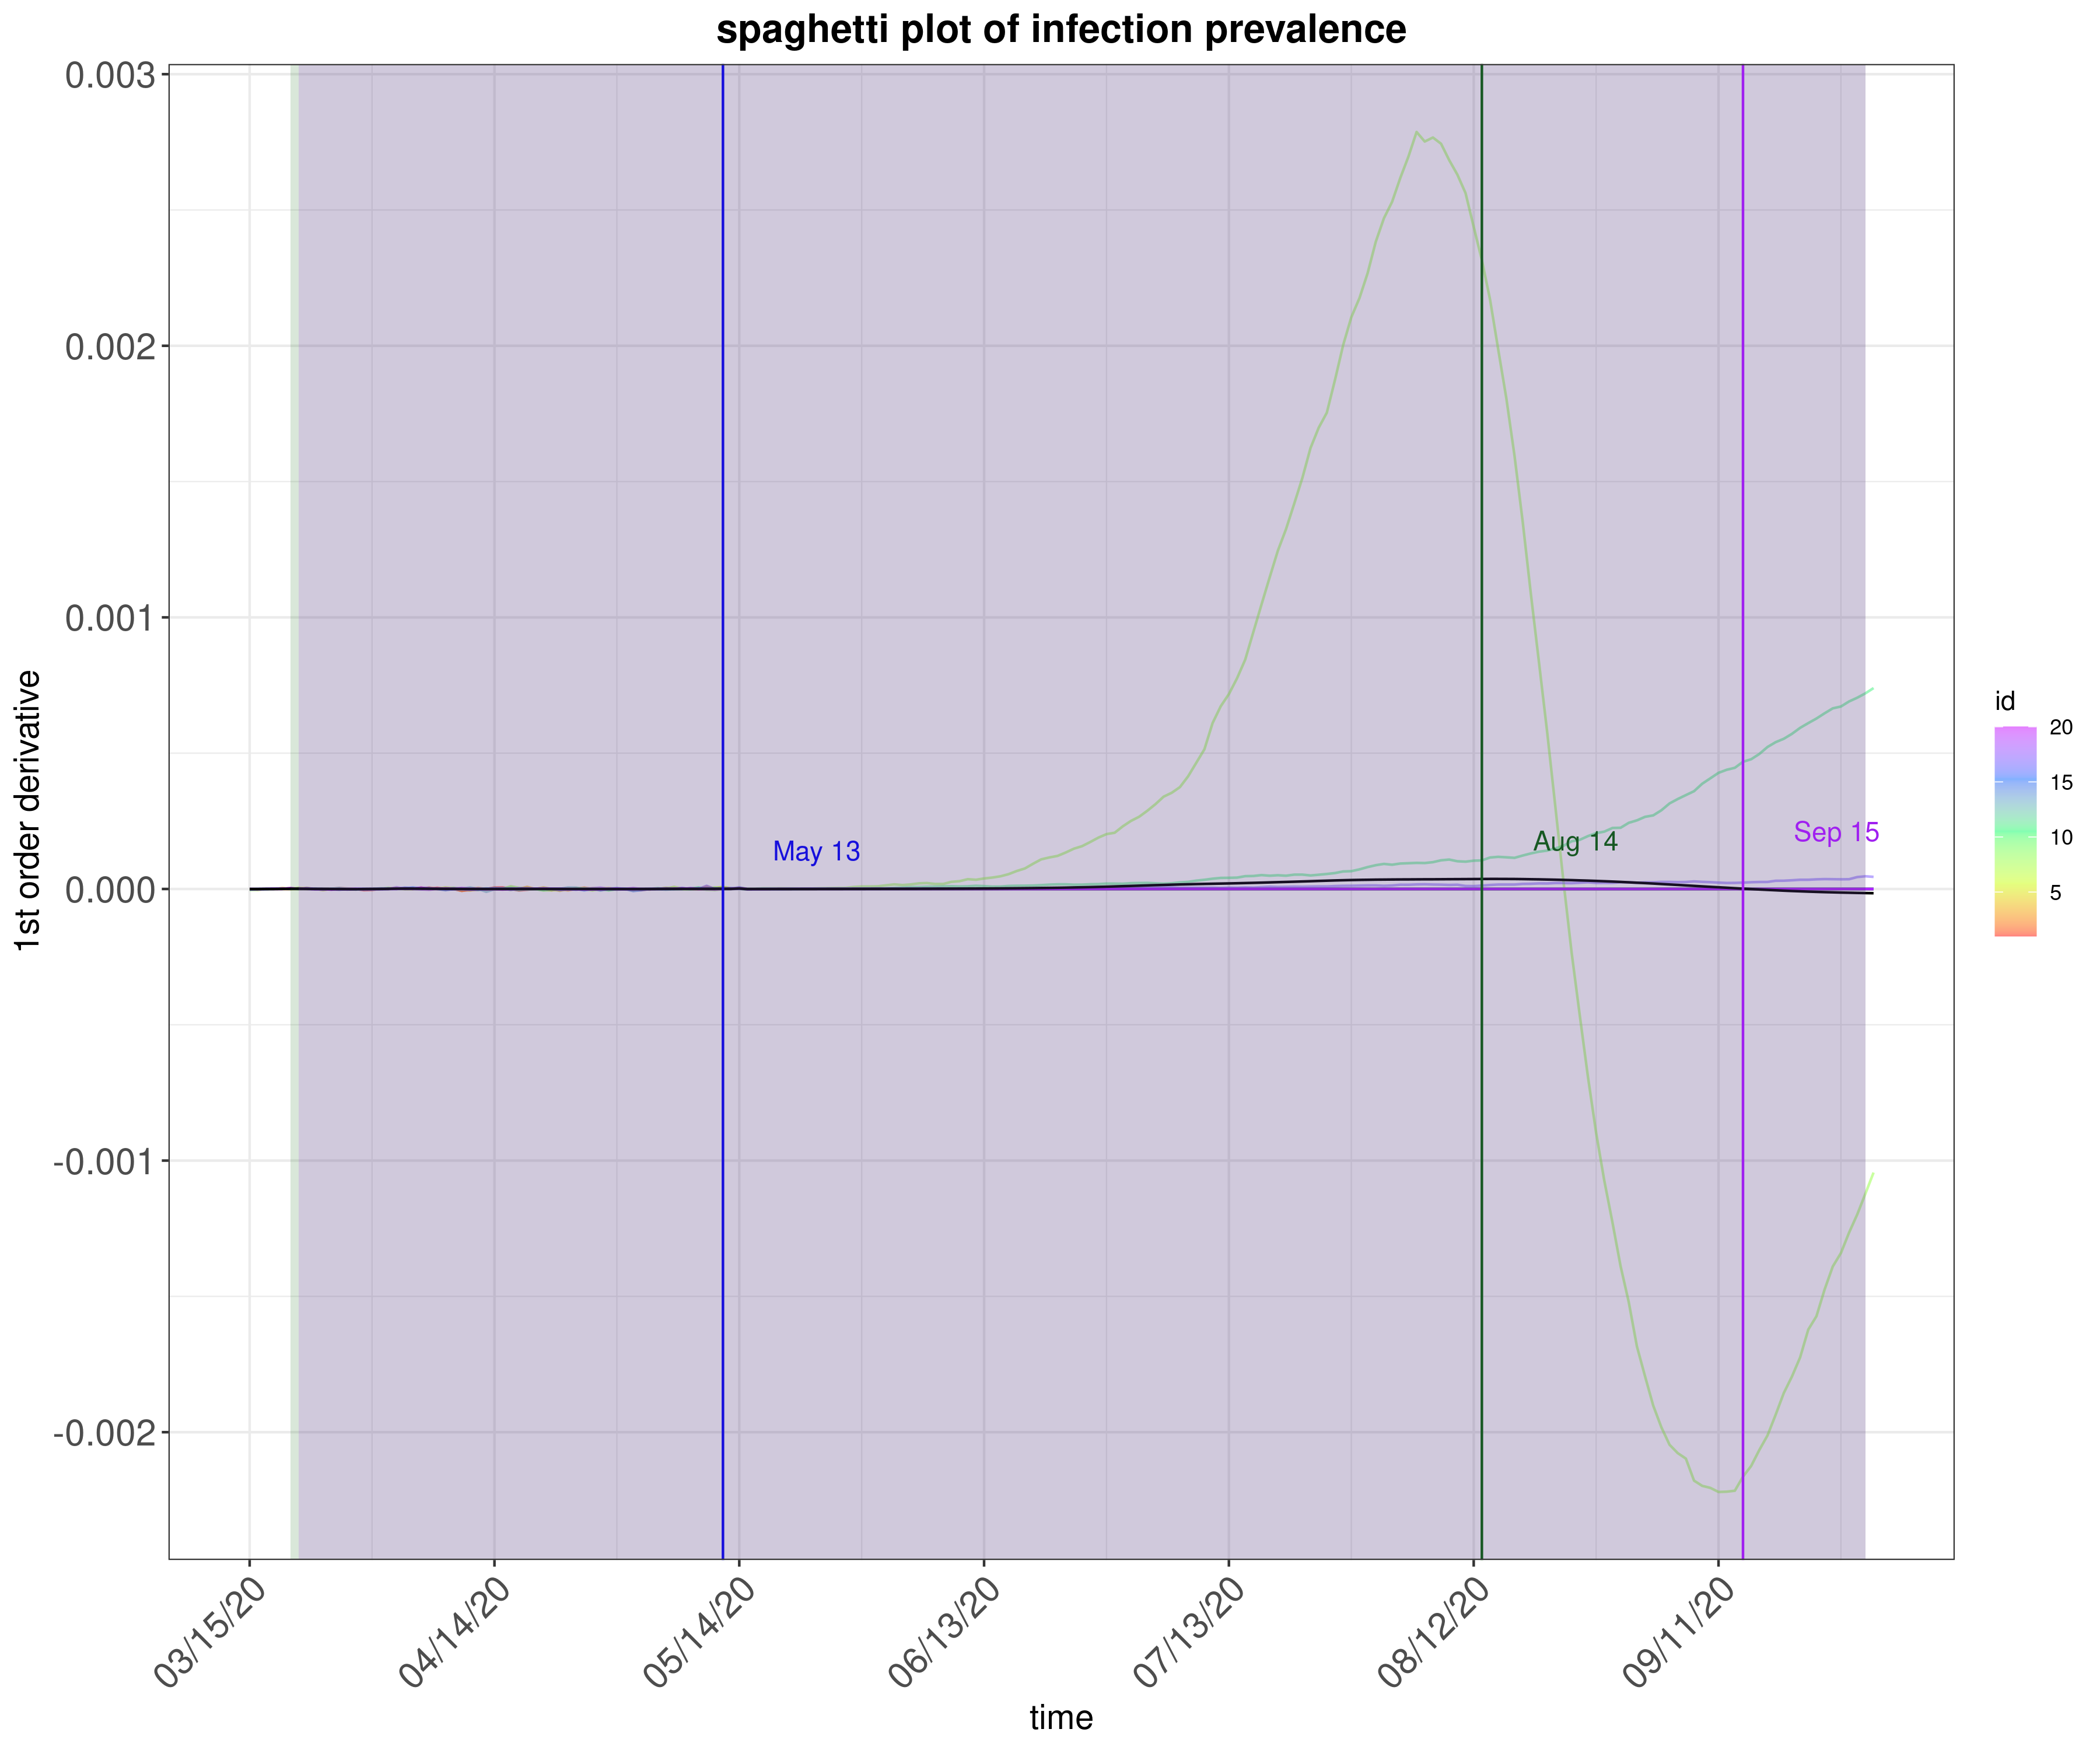 spaghetti plot of infection prevalence
0.003
0.002
0.001
0.000
-0.001
-0.002
1st order derivative
May 13
Aug 14
Sep 15
id
20
15
10
5
03/15/20
04/14/20
05/14/20
06/13/20
07/13/20
08/12/20
09/11/20
time